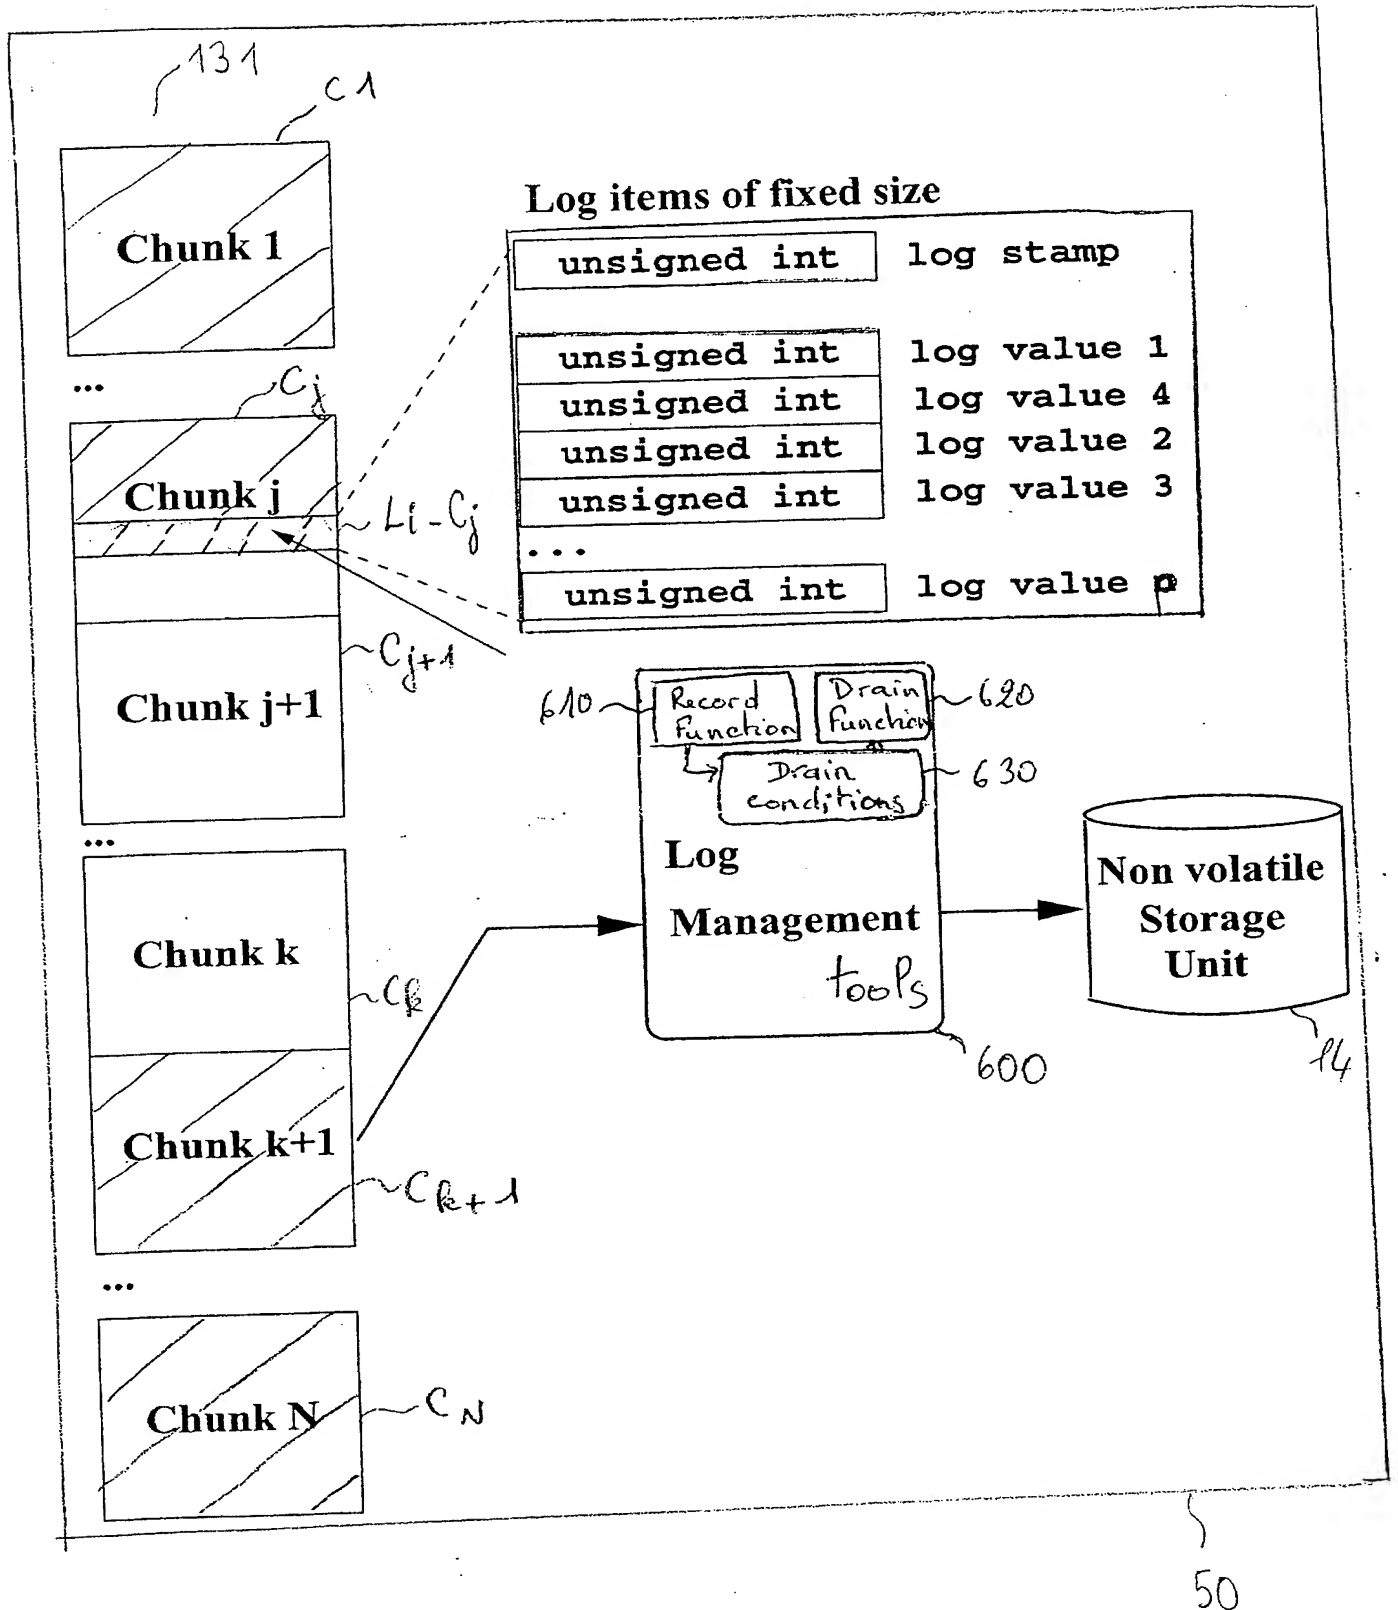 131
C1
Chunk 1
Log items of fixed size
unsigned int log stamp
unsigned int log value 1
unsigned int log value 4
unsigned int log value 2
unsigned int log value 3
...
unsigned int log value p
...
Cj
Chunk j
Li-Cj
Cj+1
Chunk j+1
...
610
Record
Function
Drain
Function
620
Drain
conditions
630
Log
Management
tools
600
Non volatile
Storage
Unit
14
Chunk k
Ck
Chunk k+1
Ck+1
...
Chunk N
CN
50